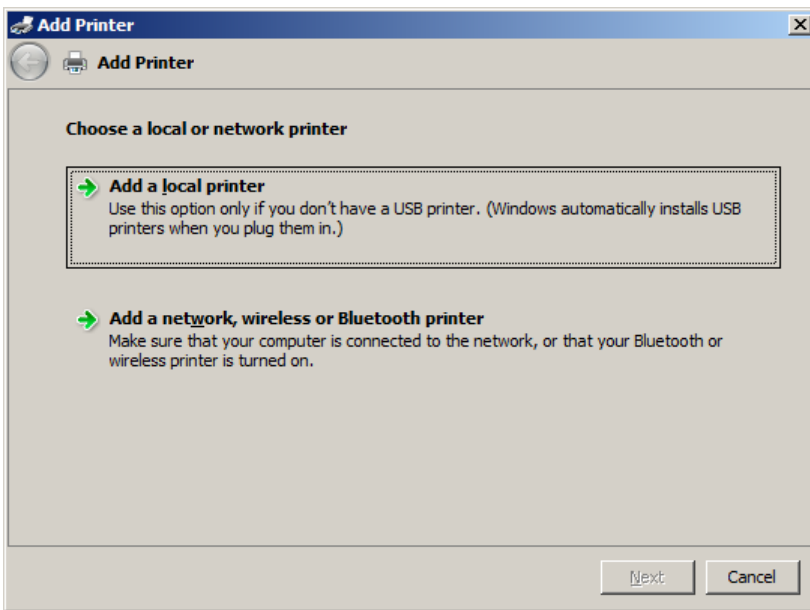 Add Printer
Add Printer
Choose a local or network printer
Add a local printer
Use this option only if you don't have a USB printer. (Windows automatically installs USB
printers when you plug them in.)
Add a network, wireless or Bluetooth printer
Make sure that your computer is connected to the network, or that your Bluetooth or
wireless printer is turned on.
Next
Cancel